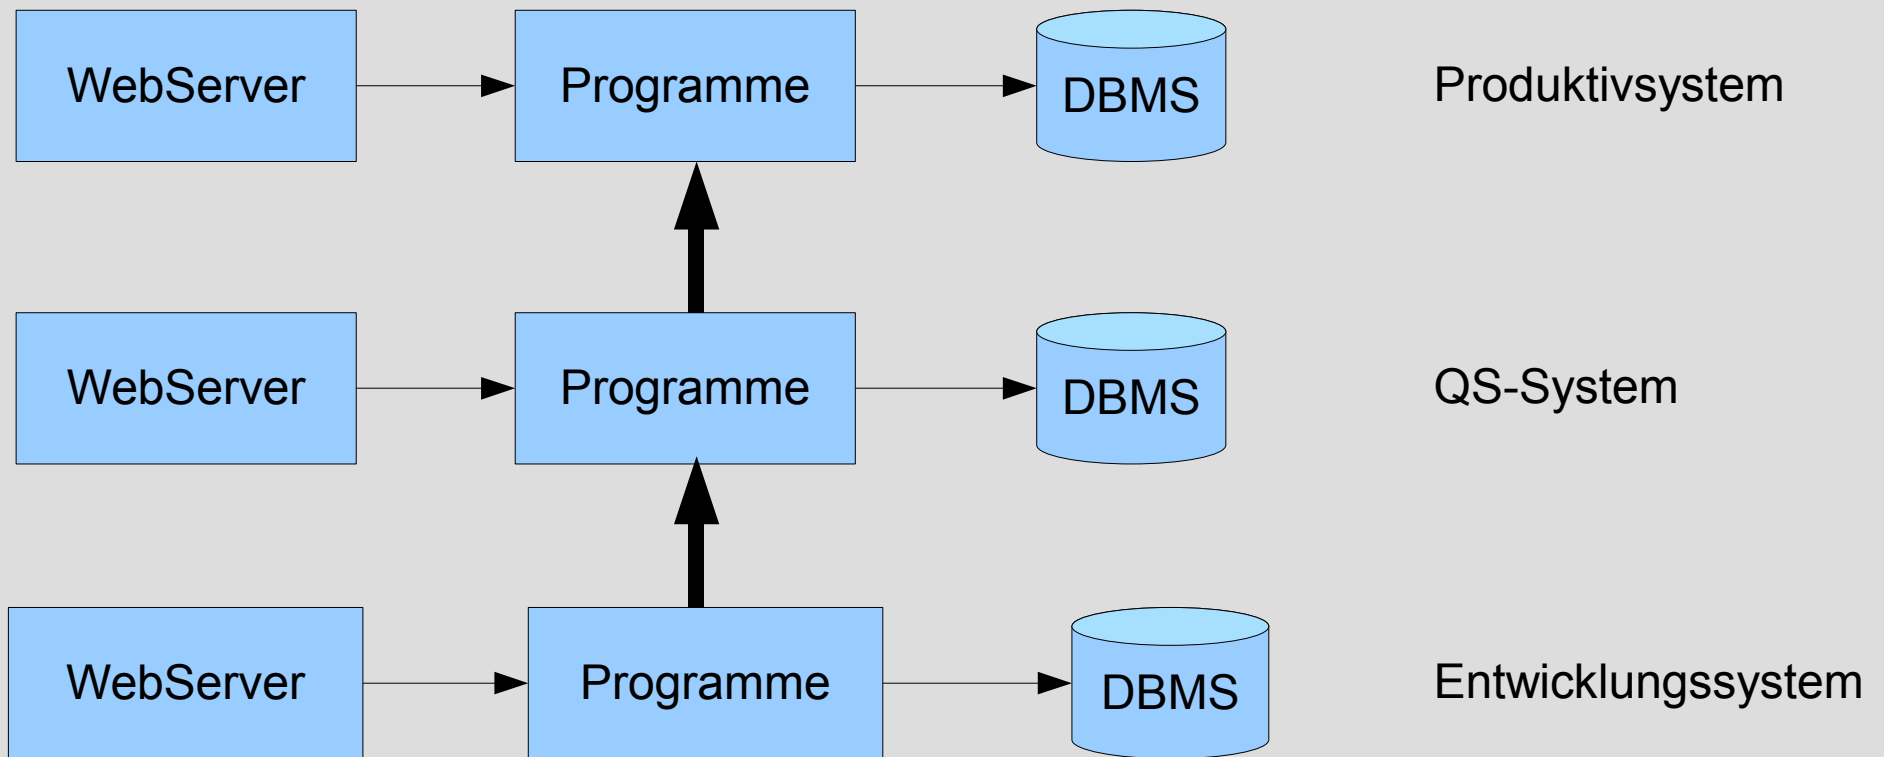 WebServer Programme DBMS Produktivsystem
WebServer Programme DBMS QS-System
WebServer Programme DBMS Entwicklungssystem